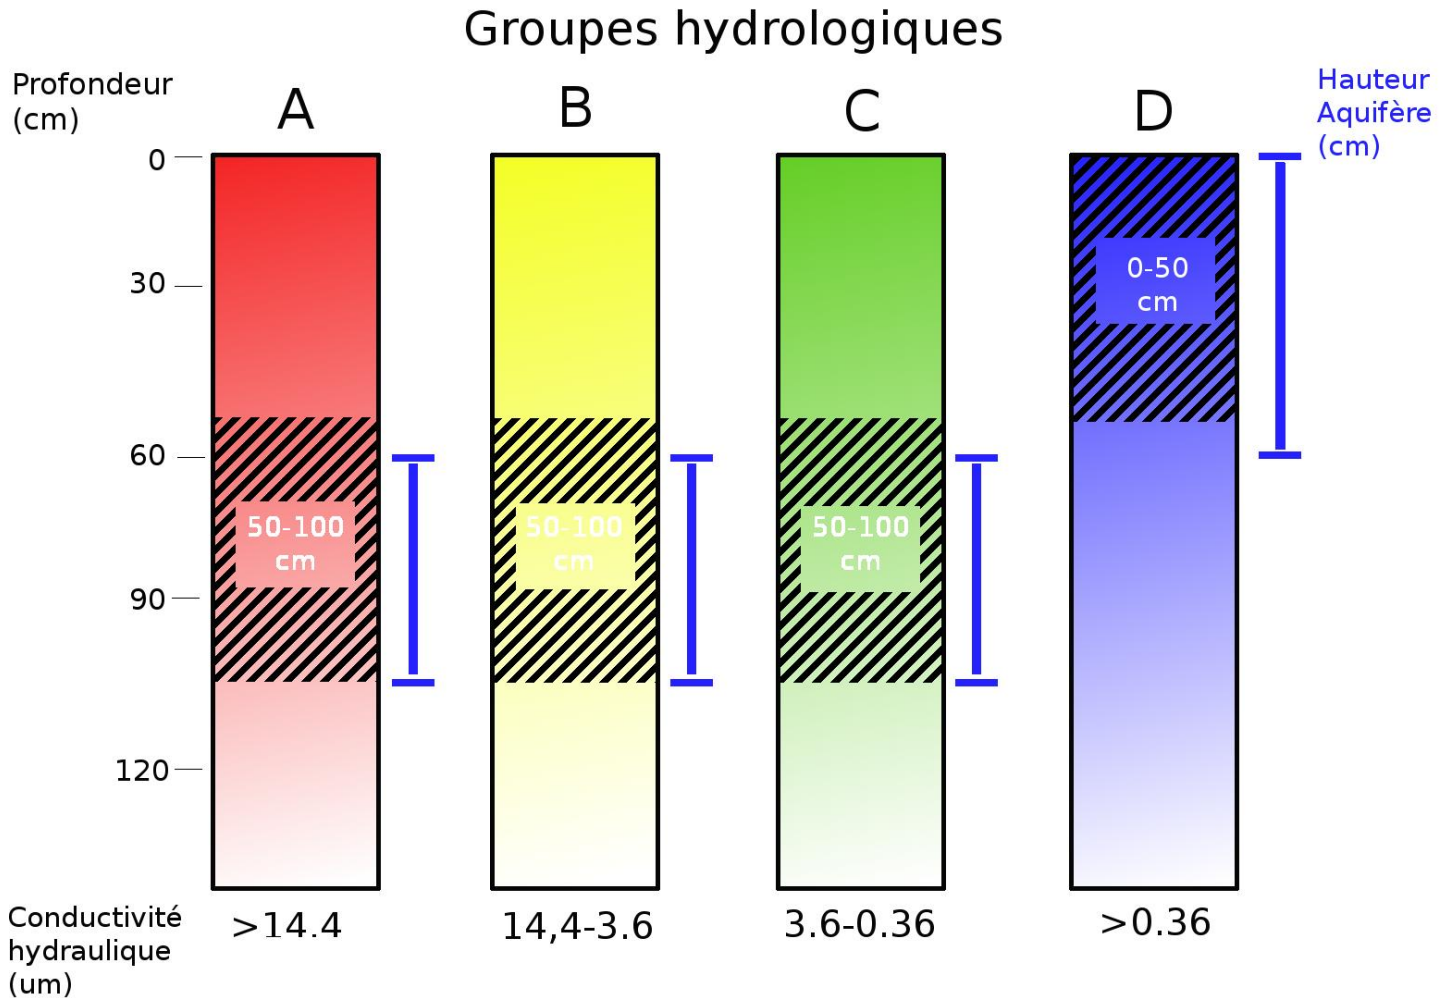 Groupes hydrologiques
Profondeur
(cm)
A
B
C
D
Hauteur
Aquifère
(cm)
0
30
60
90
120
50-100
cm
50-100
cm
50-100
cm
0-50
cm
Conductivité
hydraulique
(um)
>14.4
14,4-3.6
3.6-0.36
>0.36